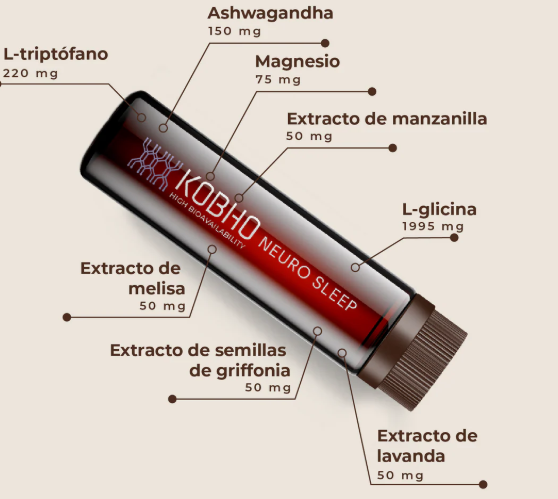 Ashwagandha
150 mg
L-triptófano
220 mg
Magnesio
75 mg
Extracto de manzanilla
50 mg
L-glicina
1995 mg
KOBHO
HIGH BIOAVAILABILITY
NEURO SLEEP
Extracto de
melisa
50 mg
Extracto de semillas
de griffonia
50 mg
Extracto de
lavanda
50 mg